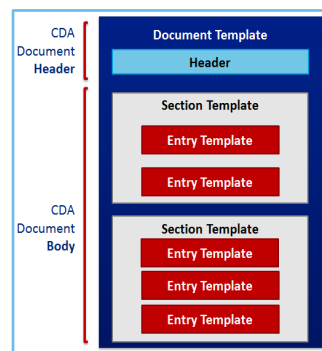 CDA
Document
Header
Document Template
Header
CDA
Document
Body
Section Template
Entry Template
Entry Template
Section Template
Entry Template
Entry Template
Entry Template